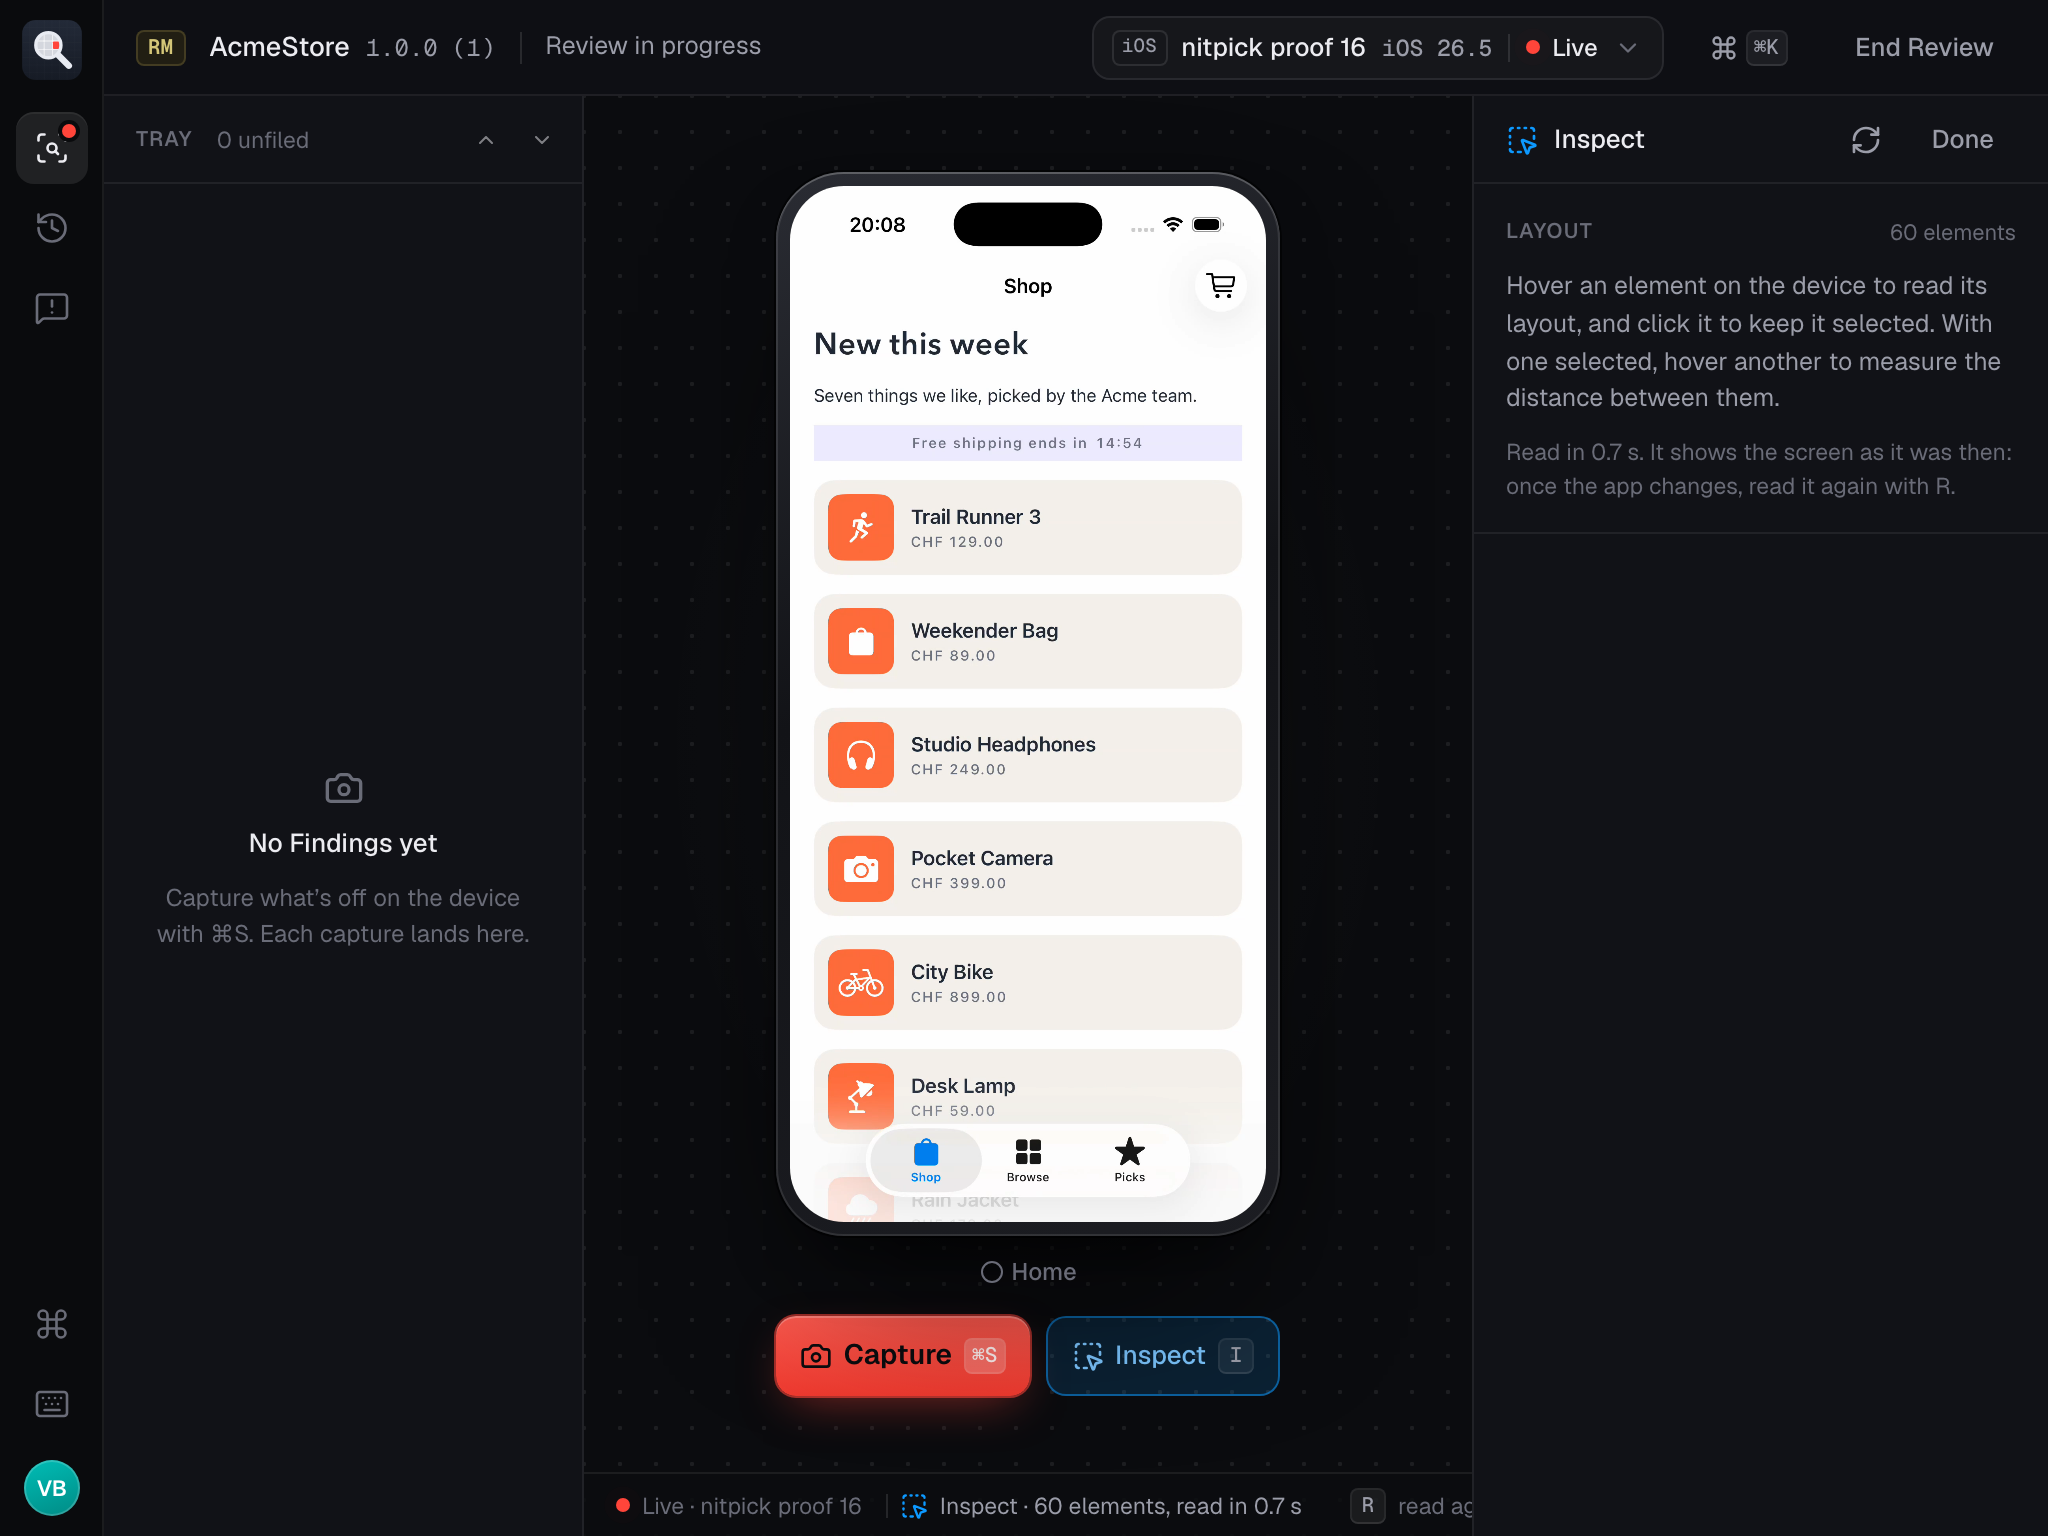 RM AcmeStore 1.0.0 (1) Review in progress
iOS nitpick proof 16 iOS 26.5 Live ⌘ ⌘K End Review
TRAY 0 unfiled
No Findings yet
Capture what's off on the device
with ⌘S. Each capture lands here.
VB
20:08
Shop
New this week
Seven things we like, picked by the Acme team.
Free shipping ends in 14:54
Trail Runner 3
CHF 129.00
Weekender Bag
CHF 89.00
Studio Headphones
CHF 249.00
Pocket Camera
CHF 399.00
City Bike
CHF 899.00
Desk Lamp
CHF 59.00
Shop Browse Picks
Rain Jacket
Home
Capture ⌘S Inspect I
Live · nitpick proof 16 Inspect · 60 elements, read in 0.7 s R read ag
Inspect Done
LAYOUT 60 elements
Hover an element on the device to read its
layout, and click it to keep it selected. With
one selected, hover another to measure the
distance between them.
Read in 0.7 s. It shows the screen as it was then:
once the app changes, read it again with R.